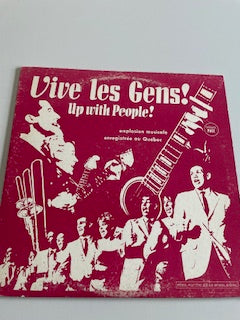 Vive les Gens!
Up with People!
explosion musicale
enregistrée au Québec